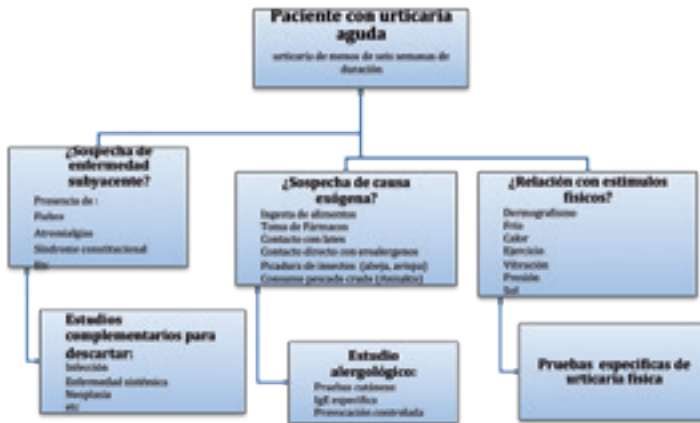 Paciente con urticaria
aguda
urticaria de menos de seis semanas de
duración
¿Sospecha de
enfermedad
subyacente?
Presencia de :
Fiebre
Síndrome constitucional
Etc
¿Sospecha de causa
exógena?
Ingesta de alimentos
Toma de Fármacos
Contacto con latex
Contacto directo con
Picadura de insectos (abeja, avispa)
Consumo pescado crudo (Anisakis)
¿Relación con estímulos
físicos?
Dermografismo
Frío
Calor
Ejercicio
Vibración
Presión
Sol
Estudios
complementarios para
descartar:
Infección
Enfermedad sistémica
Neoplasia
etc
Estudio
alergológico:
Pruebas cutáneas
IgE específica
Provocación controlada
Pruebas específicas de
urticaria física